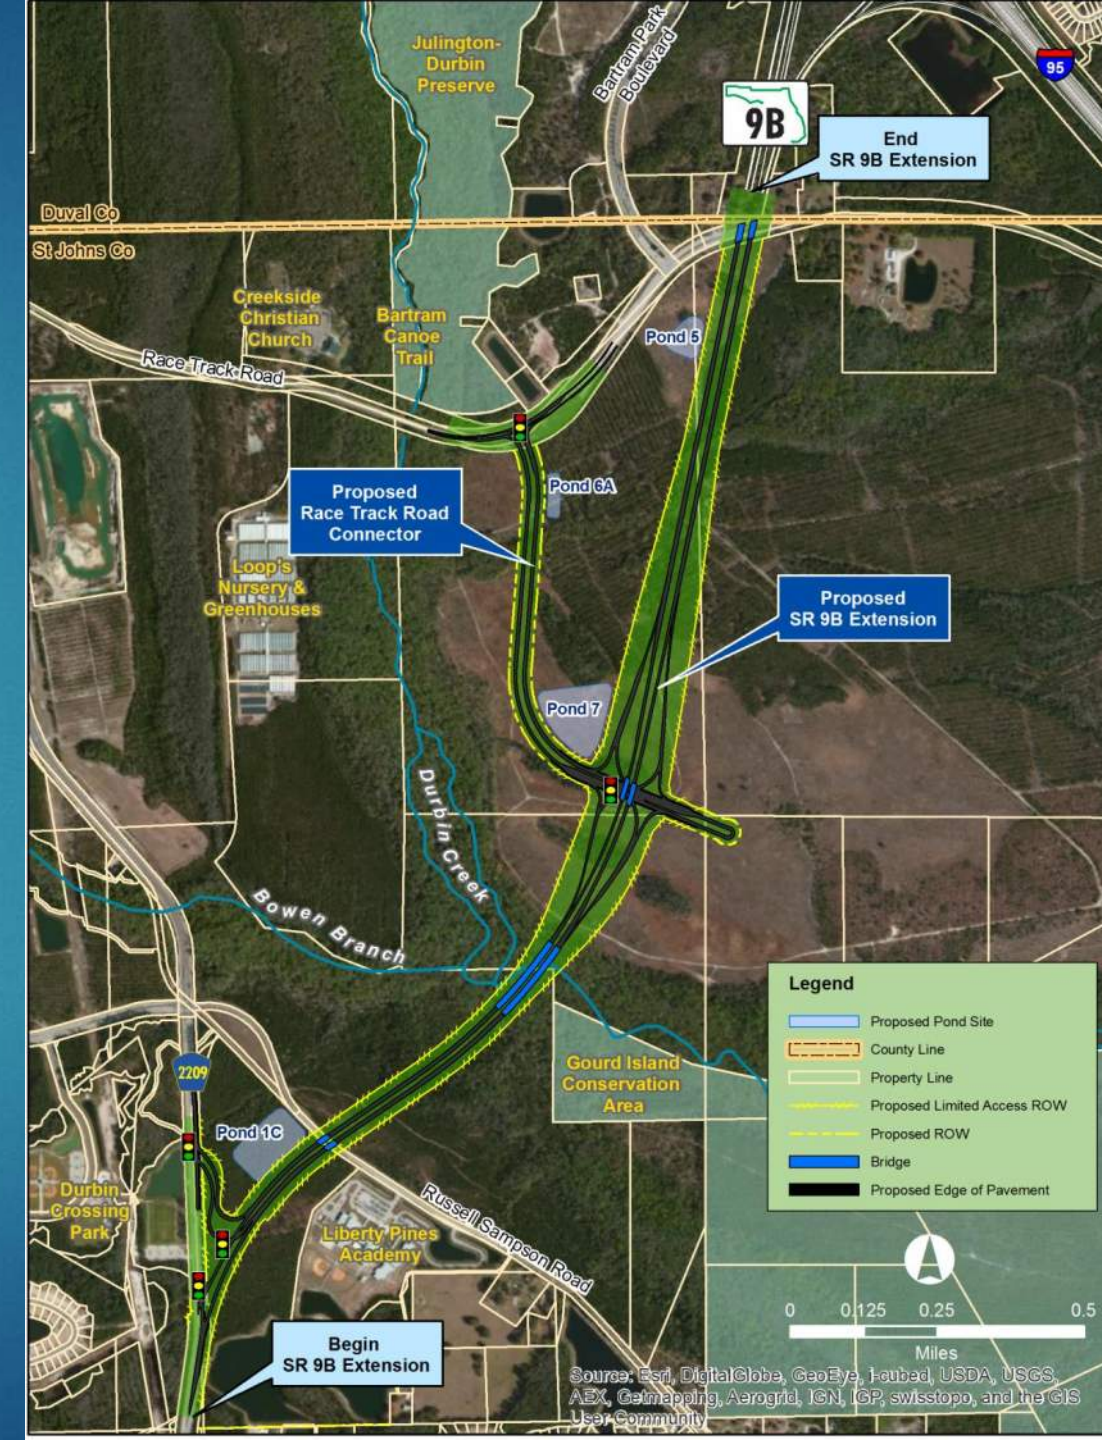 Julington-
Durbin
Preserve
Bartram Park
Boulevard
95
9B
End
SR 9B Extension
Duval Co
St Johns Co
Creekside
Christian
Church
Bartram
Canoe
Trail
Pond 5
Race Track Road
Proposed
Race Track Road
Connector
Pond 6A
Loop's
Nursery &
Greenhouses
Proposed
SR 9B Extension
Pond 7
Durbin Creek
Bowen Branch
Legend
Proposed Pond Site
County Line
Property Line
Proposed Limited Access ROW
Proposed ROW
Bridge
Proposed Edge of Pavement
Gourd Island
Conservation
Area
2209
Pond 1C
Durbin
Crossing
Park
Liberty Pines
Academy
Russell Sampson Road
0 0.125 0.25 0.5
Miles
Begin
SR 9B Extension
Source: Esri, DigitalGlobe, GeoEye, i-cubed, USDA, USGS,
AEX, Getmapping, Aerogrid, IGN, IGP, swisstopo, and the GIS
User Community